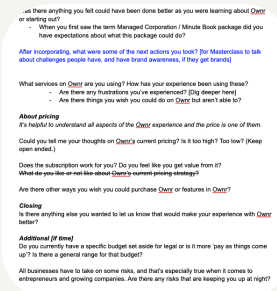 is there anything you felt could have been done better as you were learning about Ownr
or starting out?
- When you first saw the term Managed Corporation / Minute Book package did you
have expectations about what this package could do?
After incorporating, what were some of the next actions you took? [for Masterclass to talk
about challenges people have, and have brand awareness, if they get brands]
What services on Ownr are you using? How has your experience been using these?
- Are there any frustrations you've experienced? [Dig deeper here]
- Are there things you wish you could do on Ownr but aren't able to?
About pricing
It's helpful to understand all aspects of the Ownr experience and the price is one of them.
Could you tell me your thoughts on Ownr's current pricing? Is it too high? Too low? (Keep
open ended.)
Does the subscription work for you? Do you feel like you get value from it?
What do you like or not like about Ownr's current pricing strategy?
Are there other ways you wish you could purchase Ownr or features in Ownr?
Closing
Is there anything else you wanted to let us know that would make your experience with Ownr
better?
Additional [if time]
Do you currently have a specific budget set aside for legal or is it more 'pay as things come
up'? Is there a general range for that budget?
All businesses have to take on some risks, and that's especially true when it comes to
entrepreneurs and growing companies. Are there any risks that are keeping you up at night?